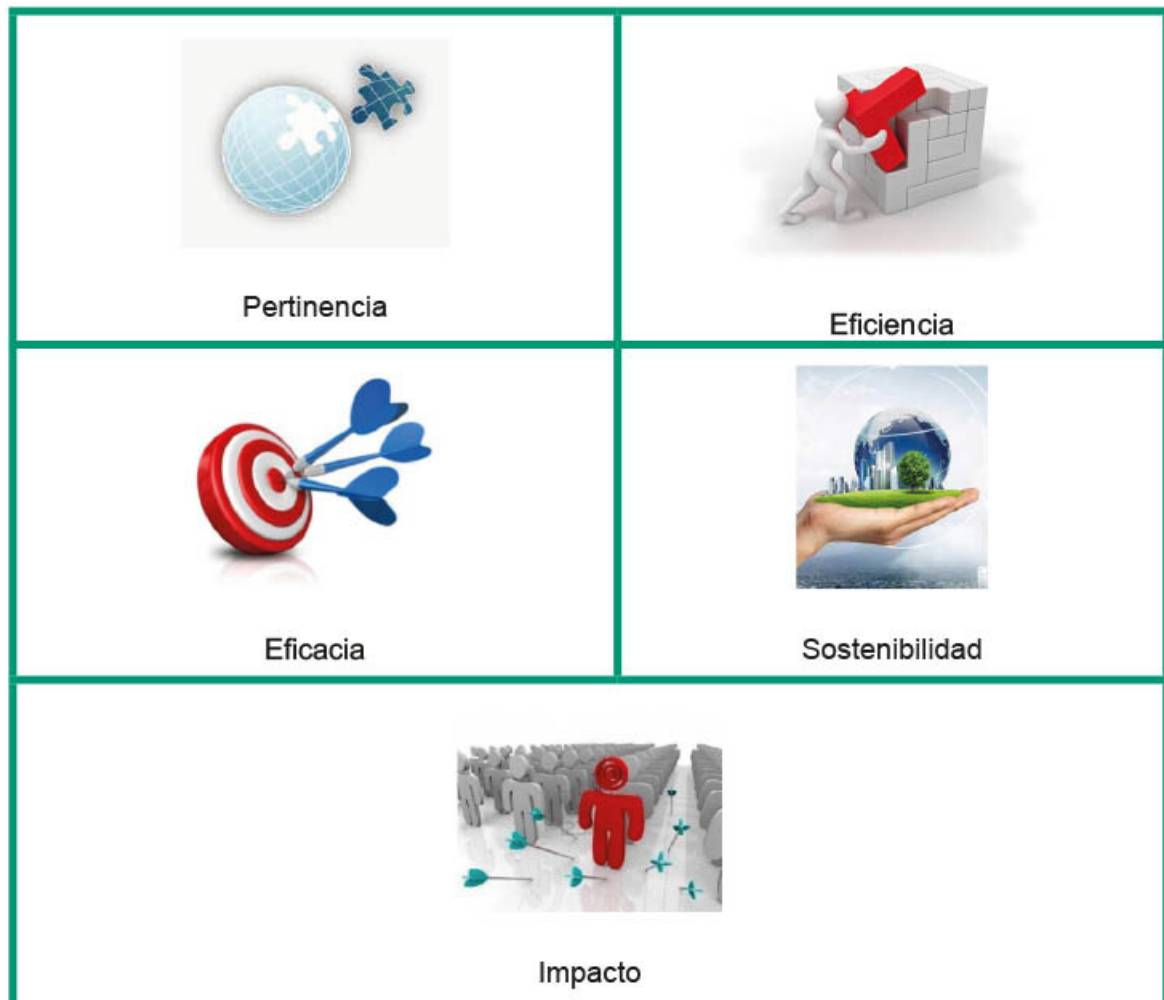 Pertinencia
Eficiencia
Eficacia
Sostenibilidad
Impacto